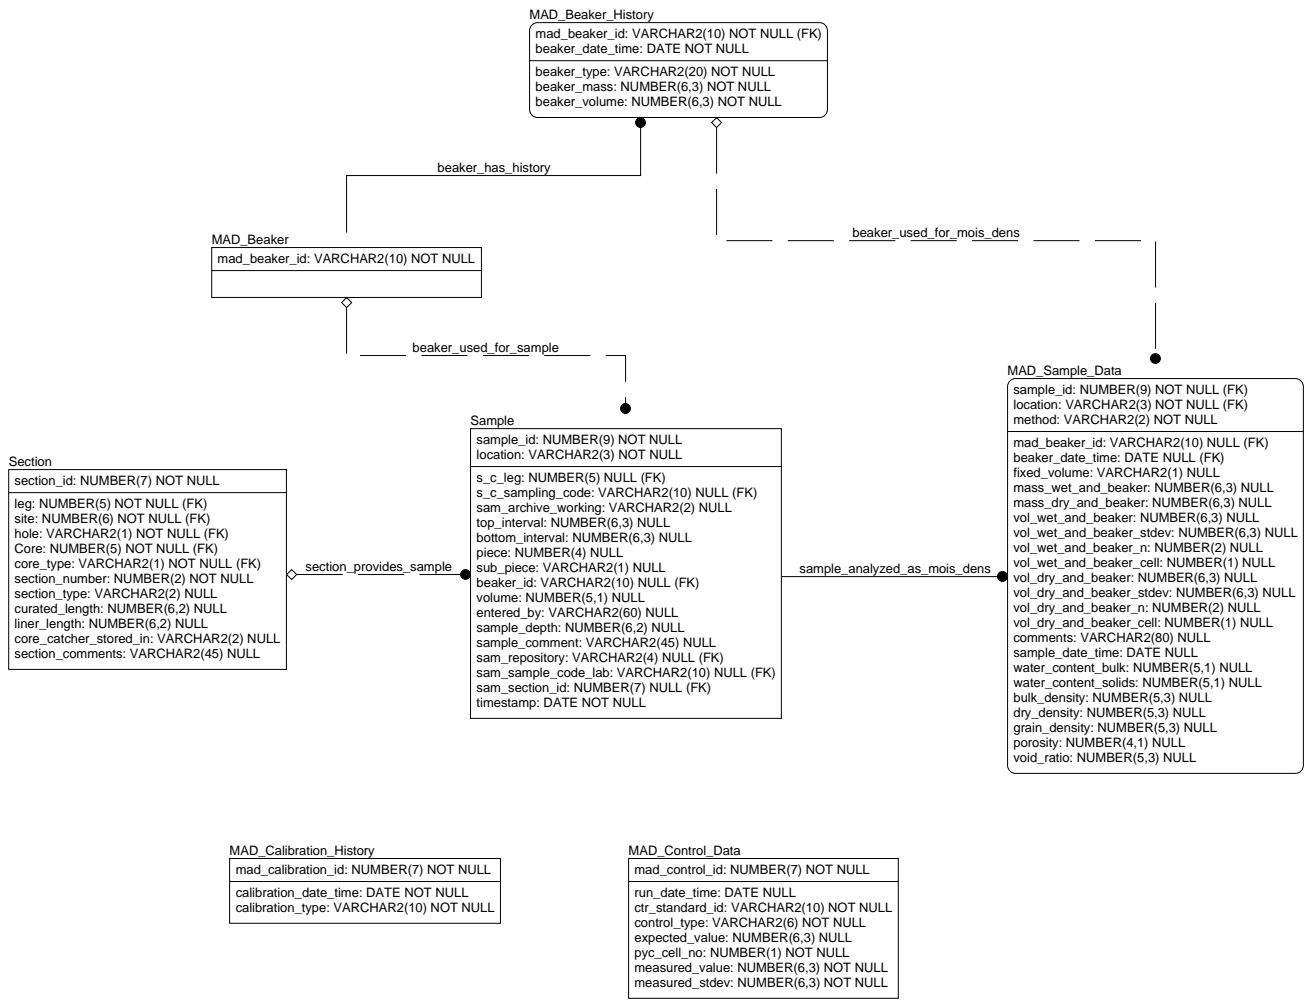 MAD_Beaker_History
mad_beaker_id: VARCHAR2(10) NOT NULL (FK)
beaker_date_time: DATE NOT NULL
beaker_type: VARCHAR2(20) NOT NULL
beaker_mass: NUMBER(6,3) NOT NULL
beaker_volume: NUMBER(6,3) NOT NULL
beaker_has_history
beaker_used_for_mois_dens
MAD_Beaker
mad_beaker_id: VARCHAR2(10) NOT NULL
beaker_used_for_sample
Section
section_id: NUMBER(7) NOT NULL
leg: NUMBER(5) NOT NULL (FK)
site: NUMBER(6) NOT NULL (FK)
hole: VARCHAR2(1) NOT NULL (FK)
Core: NUMBER(5) NOT NULL (FK)
core_type: VARCHAR2(1) NOT NULL (FK)
section_number: NUMBER(2) NOT NULL
section_type: VARCHAR2(2) NULL
curated_length: NUMBER(6,2) NULL
liner_length: NUMBER(6,2) NULL
core_catcher_stored_in: VARCHAR2(2) NULL
section_comments: VARCHAR2(45) NULL
section_provides_sample
Sample
sample_id: NUMBER(9) NOT NULL
location: VARCHAR2(3) NOT NULL
s_c_leg: NUMBER(5) NULL (FK)
s_c_sampling_code: VARCHAR2(10) NULL (FK)
sam_archive_working: VARCHAR2(2) NULL
top_interval: NUMBER(6,3) NULL
bottom_interval: NUMBER(6,3) NULL
piece: NUMBER(4) NULL
sub_piece: VARCHAR2(1) NULL
beaker_id: VARCHAR2(10) NULL (FK)
volume: NUMBER(5,1) NULL
entered_by: VARCHAR2(60) NULL
sample_depth: NUMBER(6,2) NULL
sample_comment: VARCHAR2(45) NULL
sam_repository: VARCHAR2(4) NULL (FK)
sam_sample_code_lab: VARCHAR2(10) NULL (FK)
sam_section_id: NUMBER(7) NULL (FK)
timestamp: DATE NOT NULL
sample_analyzed_as_mois_dens
MAD_Sample_Data
sample_id: NUMBER(9) NOT NULL (FK)
location: VARCHAR2(3) NOT NULL (FK)
method: VARCHAR2(2) NOT NULL
mad_beaker_id: VARCHAR2(10) NULL (FK)
beaker_date_time: DATE NULL (FK)
fixed_volume: VARCHAR2(1) NULL
mass_wet_and_beaker: NUMBER(6,3) NULL
mass_dry_and_beaker: NUMBER(6,3) NULL
vol_wet_and_beaker: NUMBER(6,3) NULL
vol_wet_and_beaker_stdev: NUMBER(6,3) NULL
vol_wet_and_beaker_n: NUMBER(2) NULL
vol_wet_and_beaker_cell: NUMBER(1) NULL
vol_dry_and_beaker: NUMBER(6,3) NULL
vol_dry_and_beaker_stdev: NUMBER(6,3) NULL
vol_dry_and_beaker_n: NUMBER(2) NULL
vol_dry_and_beaker_cell: NUMBER(1) NULL
comments: VARCHAR2(80) NULL
sample_date_time: DATE NULL
water_content_bulk: NUMBER(5,1) NULL
water_content_solids: NUMBER(5,1) NULL
bulk_density: NUMBER(5,3) NULL
dry_density: NUMBER(5,3) NULL
grain_density: NUMBER(5,3) NULL
porosity: NUMBER(4,1) NULL
void_ratio: NUMBER(5,3) NULL
MAD_Calibration_History
mad_calibration_id: NUMBER(7) NOT NULL
calibration_date_time: DATE NOT NULL
calibration_type: VARCHAR2(10) NOT NULL
MAD_Control_Data
mad_control_id: NUMBER(7) NOT NULL
run_date_time: DATE NULL
ctr_standard_id: VARCHAR2(10) NOT NULL
control_type: VARCHAR2(6) NOT NULL
expected_value: NUMBER(6,3) NULL
pyc_cell_no: NUMBER(1) NOT NULL
measured_value: NUMBER(6,3) NOT NULL
measured_stdev: NUMBER(6,3) NOT NULL